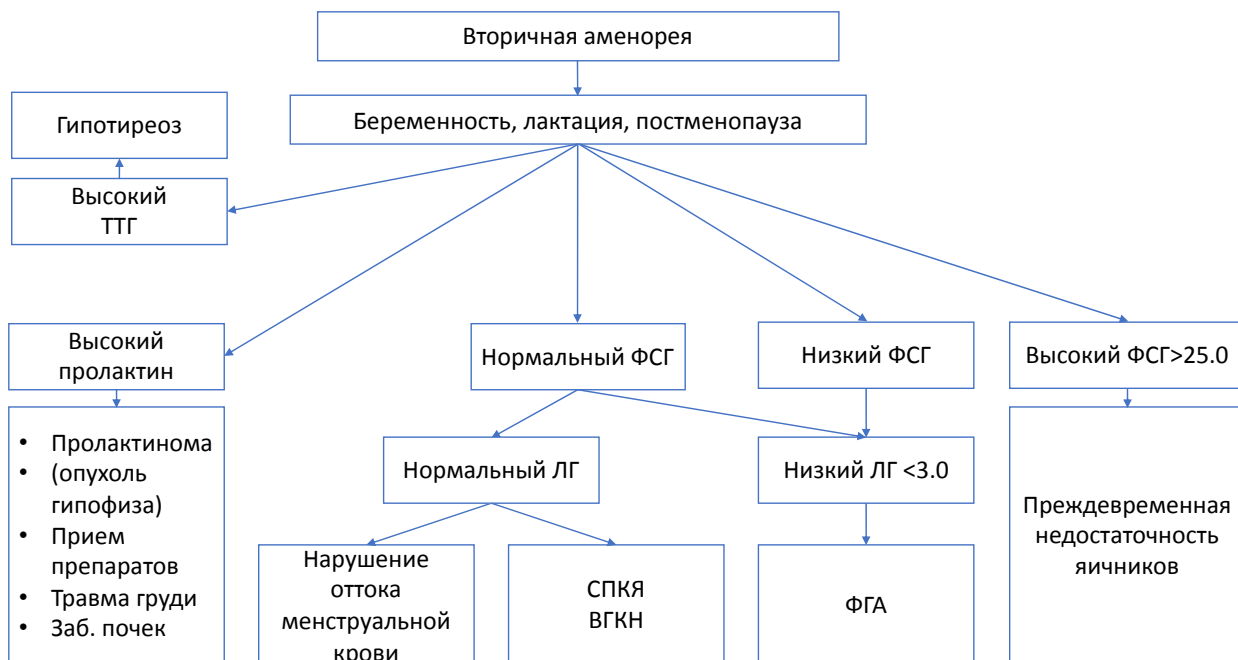 Вторичная аменорея
Беременность, лактация, постменопауза
Гипотиреоз
Высокий
ТТГ
Высокий
пролактин
Нормальный ФСГ
Низкий ФСГ
Высокий ФСГ>25.0
• Пролактинома
• (опухоль
гипофиза)
• Прием
препаратов
• Травма груди
• Заб. почек
Нормальный ЛГ
Низкий ЛГ <3.0
Нарушение
оттока
менструальной
крови
СПКЯ
ВГКН
ФГА
Преждевременная
недостаточность
яичников